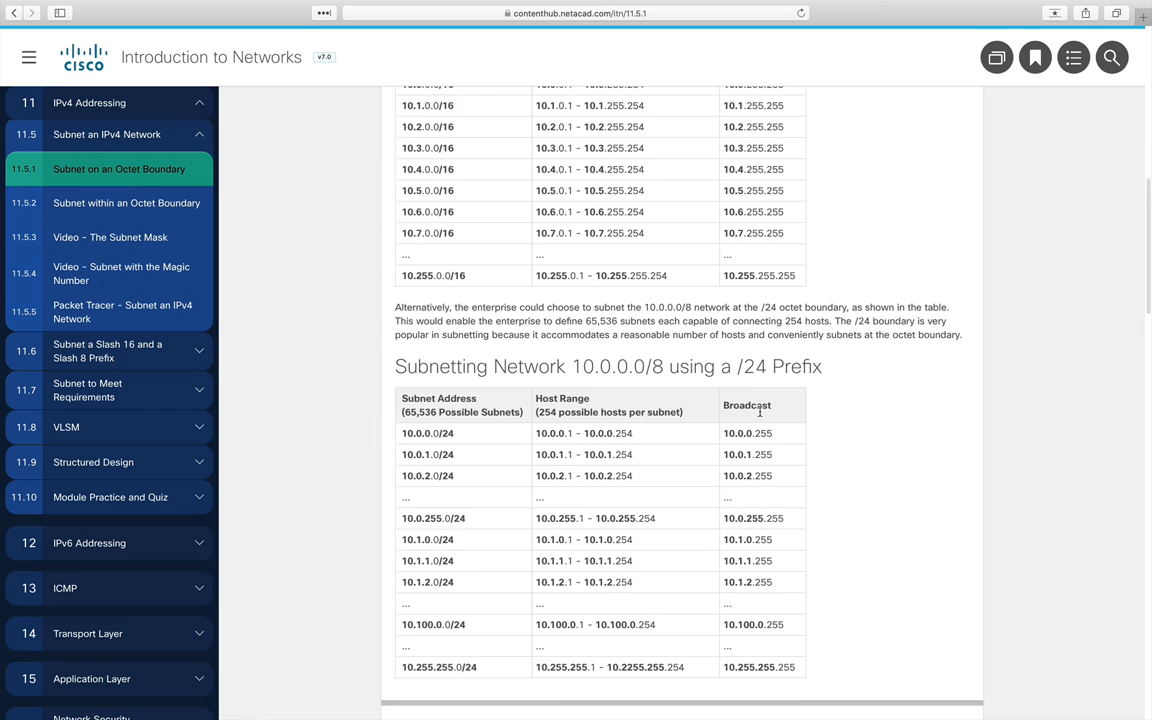 contenthub.netacad.com/itn/11.5.1
CISCO
Introduction to Networks v7.0
11 IPv4 Addressing
11.5 Subnet an IPv4 Network
11.5.1 Subnet on an Octet Boundary
11.5.2 Subnet within an Octet Boundary
11.5.3 Video - The Subnet Mask
11.5.4 Video - Subnet with the Magic
Number
11.5.5 Packet Tracer - Subnet an IPv4
Network
11.6 Subnet a Slash 16 and a
Slash 8 Prefix
11.7 Subnet to Meet
Requirements
11.8 VLSM
11.9 Structured Design
11.10 Module Practice and Quiz
12 IPv6 Addressing
13 ICMP
14 Transport Layer
15 Application Layer
Network Security
10.1.0.0/16 10.1.0.1 - 10.1.255.254 10.1.255.255
10.2.0.0/16 10.2.0.1 - 10.2.255.254 10.2.255.255
10.3.0.0/16 10.3.0.1 - 10.3.255.254 10.3.255.255
10.4.0.0/16 10.4.0.1 - 10.4.255.254 10.4.255.255
10.5.0.0/16 10.5.0.1 - 10.5.255.254 10.5.255.255
10.6.0.0/16 10.6.0.1 - 10.6.255.254 10.6.255.255
10.7.0.0/16 10.7.0.1 - 10.7.255.254 10.7.255.255
... ... ...
10.255.0.0/16 10.255.0.1 - 10.255.255.254 10.255.255.255
Alternatively, the enterprise could choose to subnet the 10.0.0.0/8 network at the /24 octet boundary, as shown in the table.
This would enable the enterprise to define 65,536 subnets each capable of connecting 254 hosts. The /24 boundary is very
popular in subnetting because it accommodates a reasonable number of hosts and conveniently subnets at the octet boundary.
Subnetting Network 10.0.0.0/8 using a /24 Prefix
Subnet Address
(65,536 Possible Subnets)
Host Range
(254 possible hosts per subnet)
Broadcast
10.0.0.0/24 10.0.0.1 - 10.0.0.254 10.0.0.255
10.0.1.0/24 10.0.1.1 - 10.0.1.254 10.0.1.255
10.0.2.0/24 10.0.2.1 - 10.0.2.254 10.0.2.255
... ... ...
10.0.255.0/24 10.0.255.1 - 10.0.255.254 10.0.255.255
10.1.0.0/24 10.1.0.1 - 10.1.0.254 10.1.0.255
10.1.1.0/24 10.1.1.1 - 10.1.1.254 10.1.1.255
10.1.2.0/24 10.1.2.1 - 10.1.2.254 10.1.2.255
... ... ...
10.100.0.0/24 10.100.0.1 - 10.100.0.254 10.100.0.255
... ... ...
10.255.255.0/24 10.255.255.1 - 10.2255.255.254 10.255.255.255